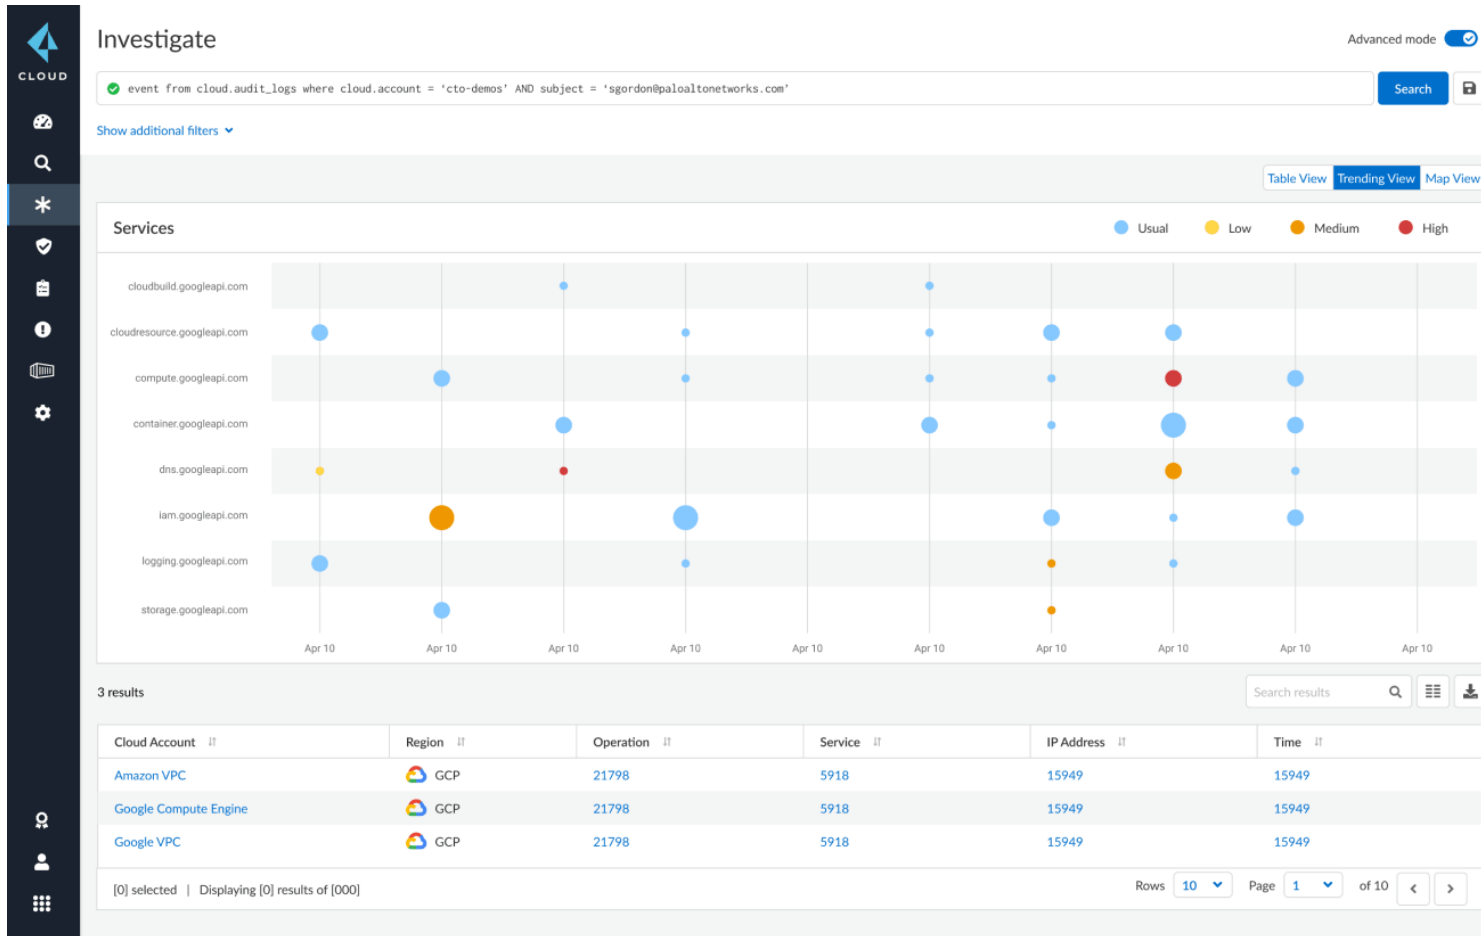 CLOUD
Investigate
Advanced mode
event from cloud.audit_logs where cloud.account = 'cto-demos' AND subject = 'sgordon@paloaltonetworks.com'
Search
Show additional filters
Table View Trending View Map View
Services
Usual Low Medium High
cloudbuild.googleapi.com
cloudresource.googleapi.com
compute.googleapi.com
container.googleapi.com
dns.googleapi.com
iam.googleapi.com
logging.googleapi.com
storage.googleapi.com
Apr 10 Apr 10 Apr 10 Apr 10 Apr 10 Apr 10 Apr 10 Apr 10 Apr 10 Apr 10
3 results
Search results
Cloud Account Region Operation Service IP Address Time
Amazon VPC GCP 21798 5918 15949 15949
Google Compute Engine GCP 21798 5918 15949 15949
Google VPC GCP 21798 5918 15949 15949
[0] selected | Displaying [0] results of [000]
Rows 10 Page 1 of 10